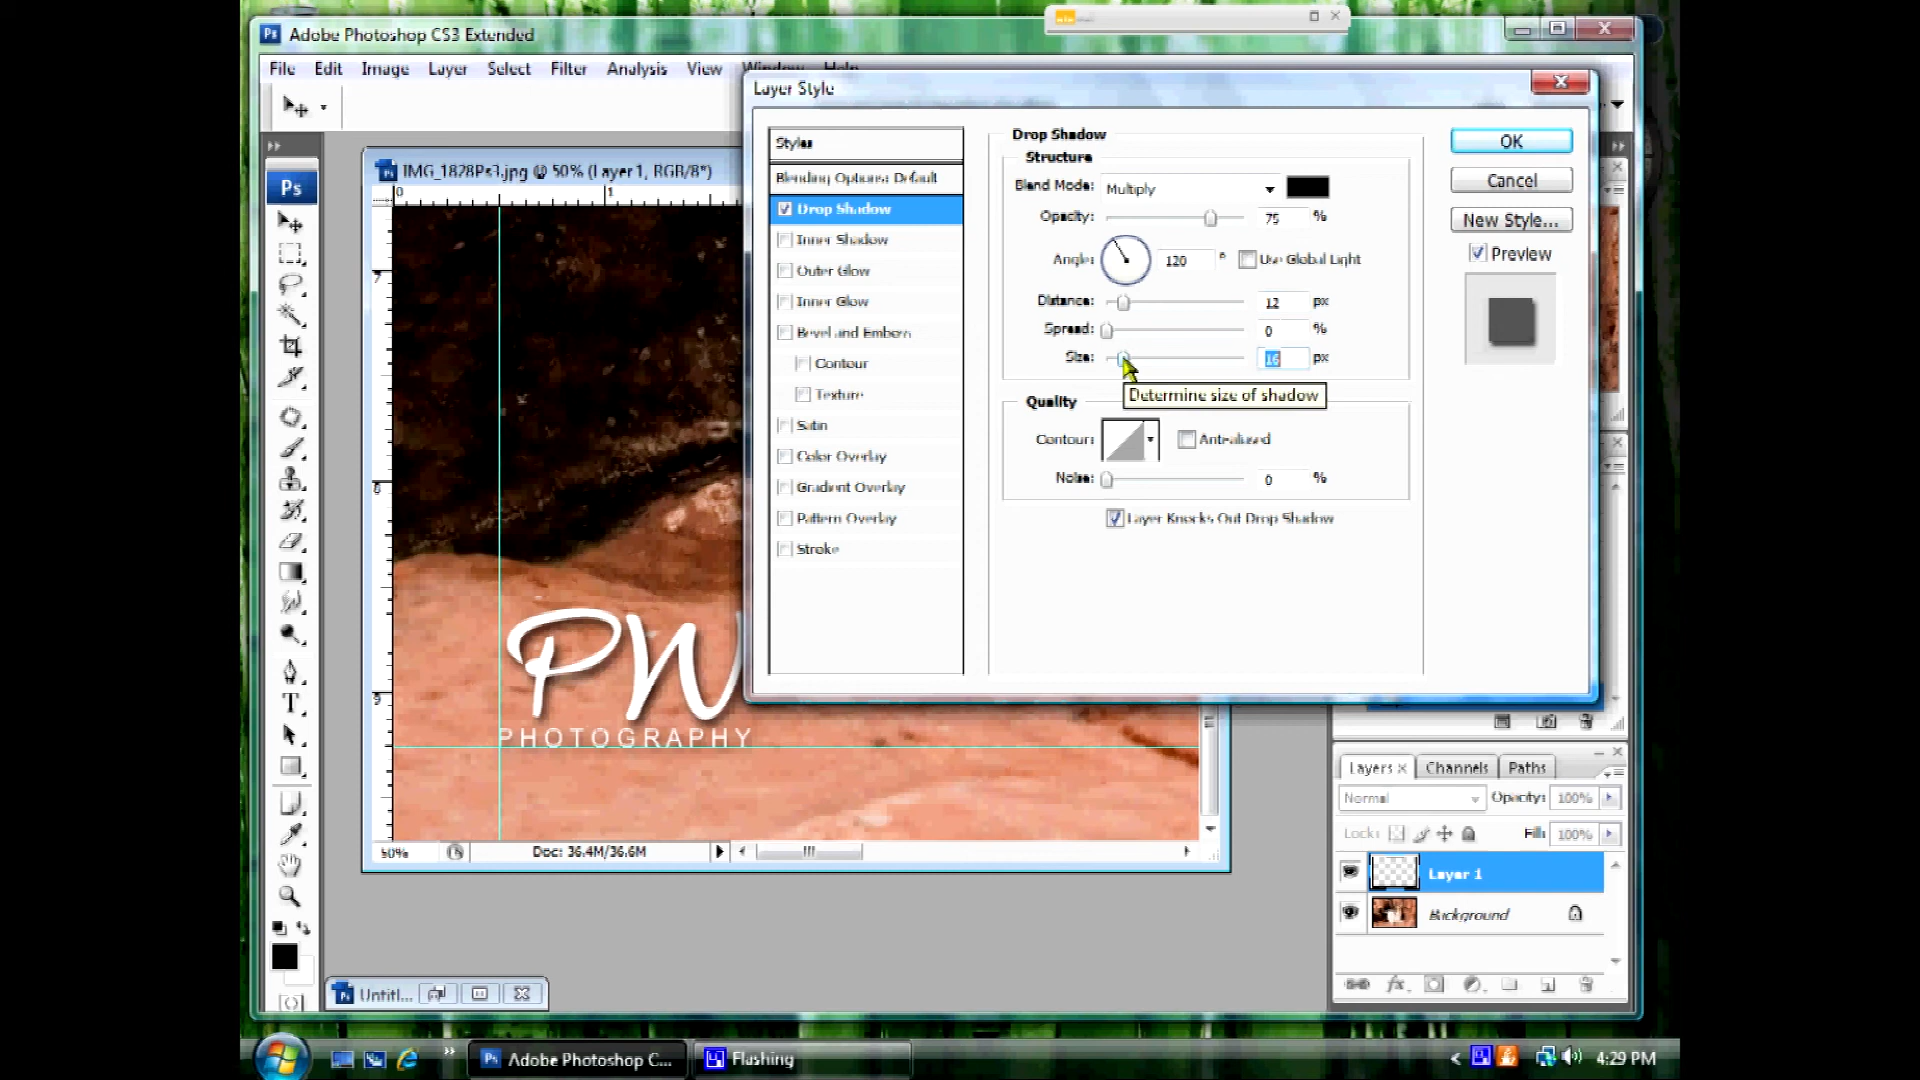 Adobe Photoshop CS3 Extended
File Edit Image Layer Select Filter Analysis View Window Help
Layer Style
Styles
Blending Options: Default
Drop Shadow
Inner Shadow
Outer Glow
Inner Glow
Bevel and Emboss
Contour
Texture
Satin
Color Overlay
Gradient Overlay
Pattern Overlay
Stroke
Drop Shadow
Structure
Blend Mode: Multiply
Opacity: 75 %
Angle: 120 ° Use Global Light
Distance: 12 px
Spread: 0 %
Size: 16 px
Determine size of shadow
Quality
Contour: Anti-aliased
Noise: 0 %
Layer Knocks Out Drop Shadow
OK
Cancel
New Style...
Preview
Ps
IMG_1828Ps3.jpg @ 50% (Layer 1, RGB/8*)
0 1
PW
PHOTOGRAPHY
50% Doc: 36.4M/36.6M
Layers x Channels Paths
Normal Opacity: 100%
Lock: Fill: 100%
Layer 1
Background
Untitl...
Adobe Photoshop C... Flashing 4:29 PM